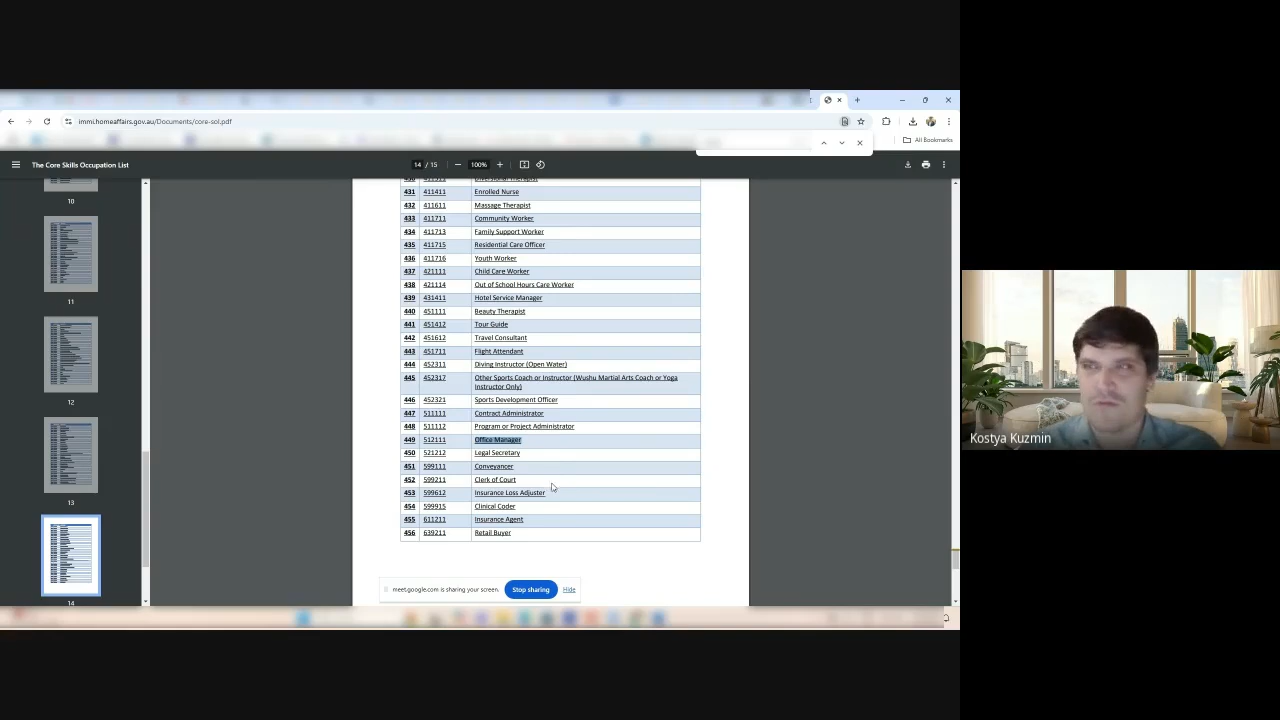 immi.homeaffairs.gov.au/Documents/core-sol.pdf
All Bookmarks
The Core Skills Occupation List
14 / 15
100%
10
11
12
13
14
431 411411 Enrolled Nurse
432 411611 Massage Therapist
433 411711 Community Worker
434 411713 Family Support Worker
435 411715 Residential Care Officer
436 411716 Youth Worker
437 421111 Child Care Worker
438 421114 Out of School Hours Care Worker
439 431411 Hotel Service Manager
440 451111 Beauty Therapist
441 451412 Tour Guide
442 451612 Travel Consultant
443 451711 Flight Attendant
444 452311 Diving Instructor (Open Water)
445 452317 Other Sports Coach or Instructor (Wushu Martial Arts Coach or Yoga
Instructor Only)
446 452321 Sports Development Officer
447 511111 Contract Administrator
448 511112 Program or Project Administrator
449 512111 Office Manager
450 521212 Legal Secretary
451 599111 Conveyancer
452 599211 Clerk of Court
453 599612 Insurance Loss Adjuster
454 599915 Clinical Coder
455 611211 Insurance Agent
456 639211 Retail Buyer
meet.google.com is sharing your screen.
Stop sharing
Hide
Kostya Kuzmin